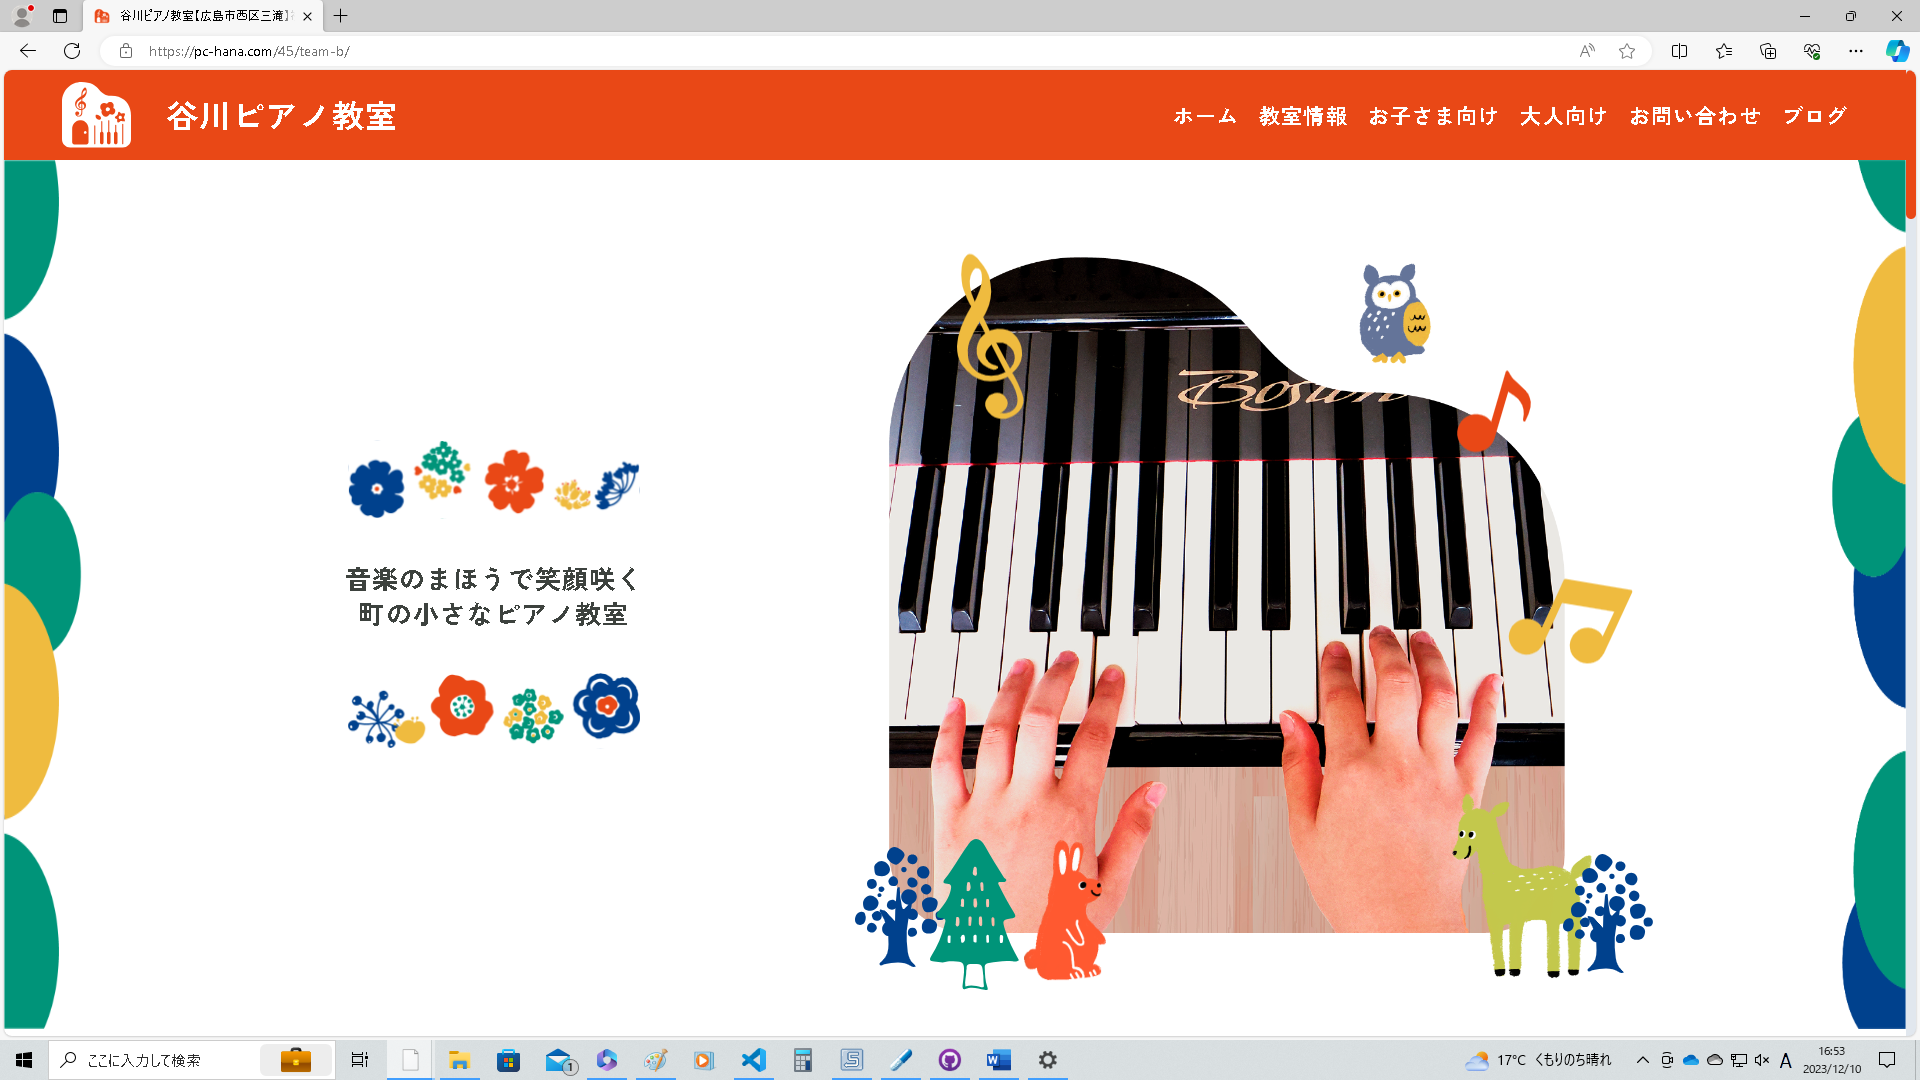 谷川ピアノ教室【広島市西区三滝】
https://pc-hana.com/45/team-b/
谷川ピアノ教室
ホーム 教室情報 お子さま向け 大人向け お問い合わせ ブログ
音楽のまほうで笑顔咲く
町の小さなピアノ教室
ここに入力して検索
1
17°C くもりのち晴れ
A
16:53
2023/12/10